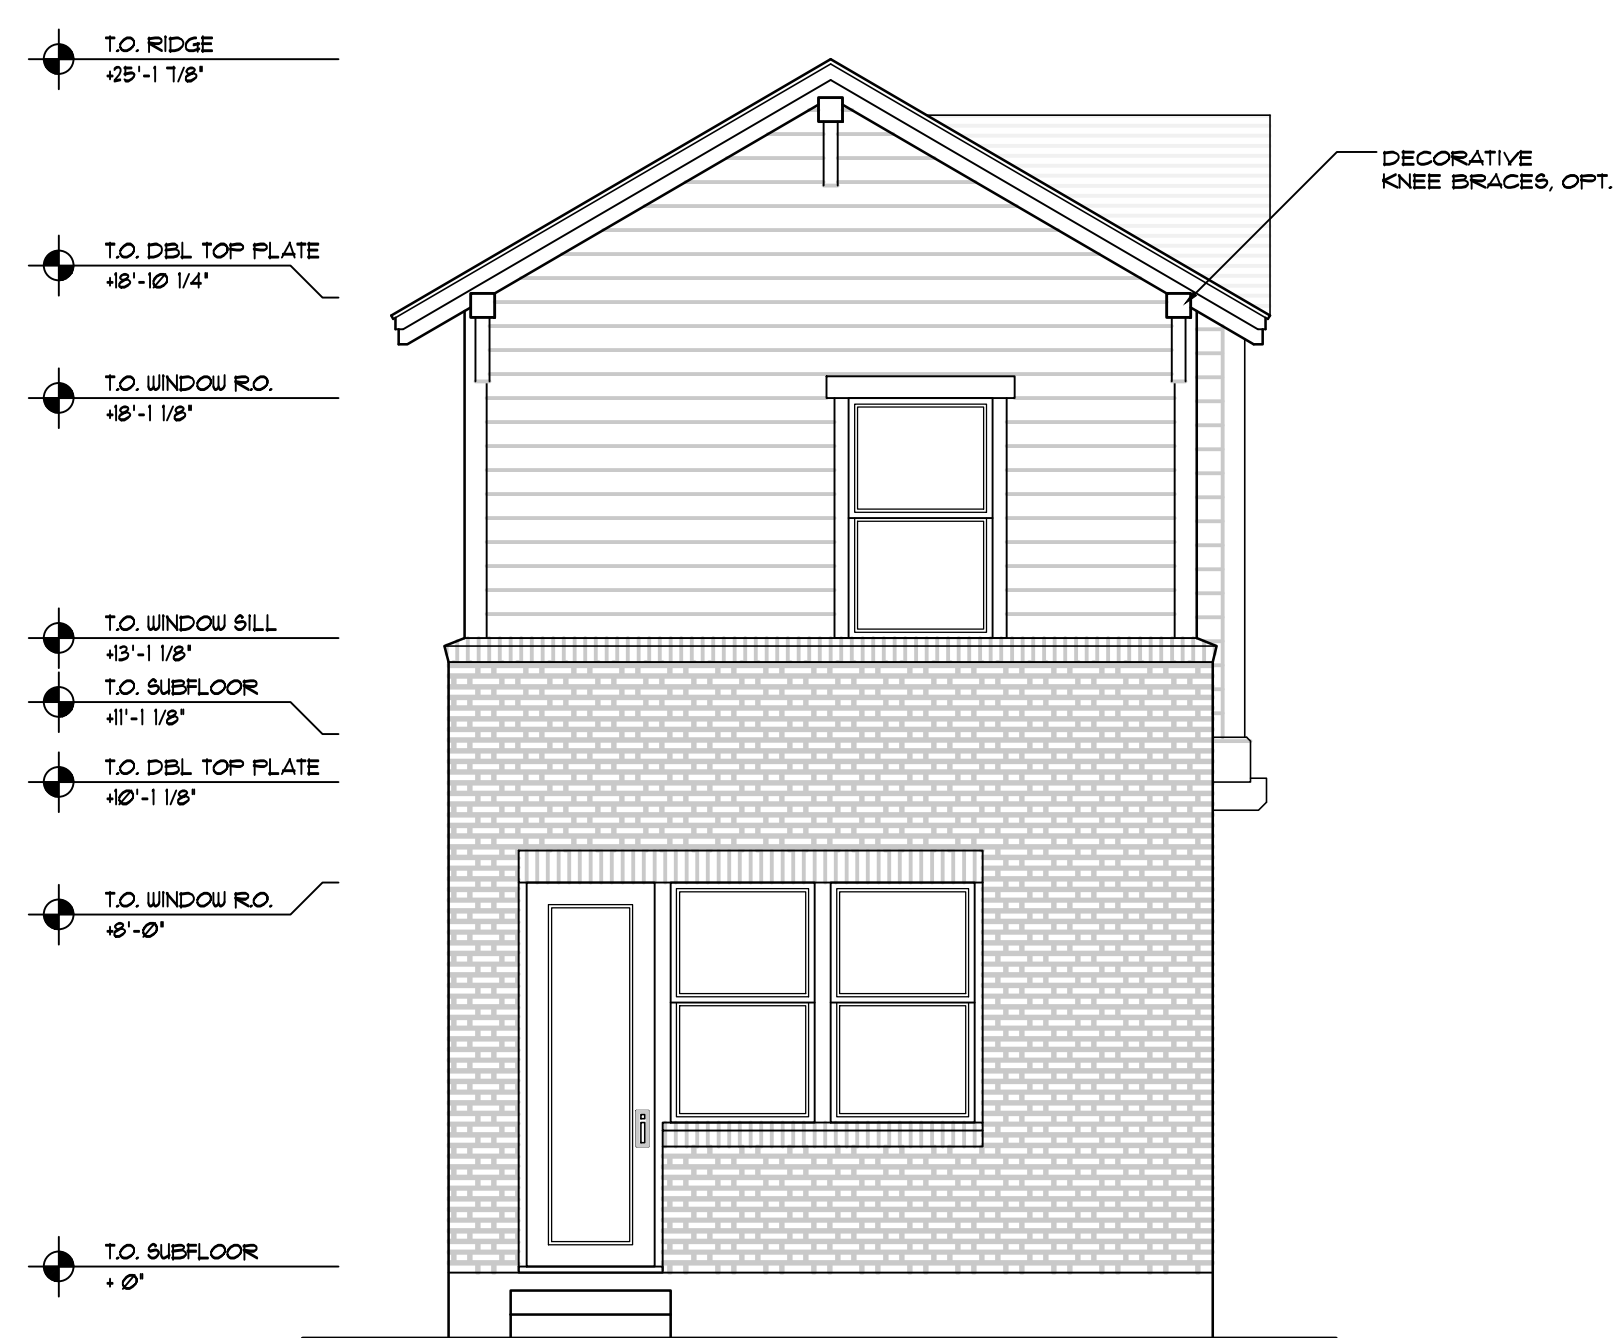 T.O. RIDGE
+25'-1 7/8"
DECORATIVE
KNEE BRACES, OPT.
T.O. DBL TOP PLATE
+18'-10 1/4"
T.O. WINDOW R.O.
+18'-1 1/8"
T.O. WINDOW SILL
+13'-1 1/8"
T.O. SUBFLOOR
+11'-1 1/8"
T.O. DBL TOP PLATE
+10'-1 1/8"
T.O. WINDOW R.O.
+8'-0"
T.O. SUBFLOOR
+ 0"